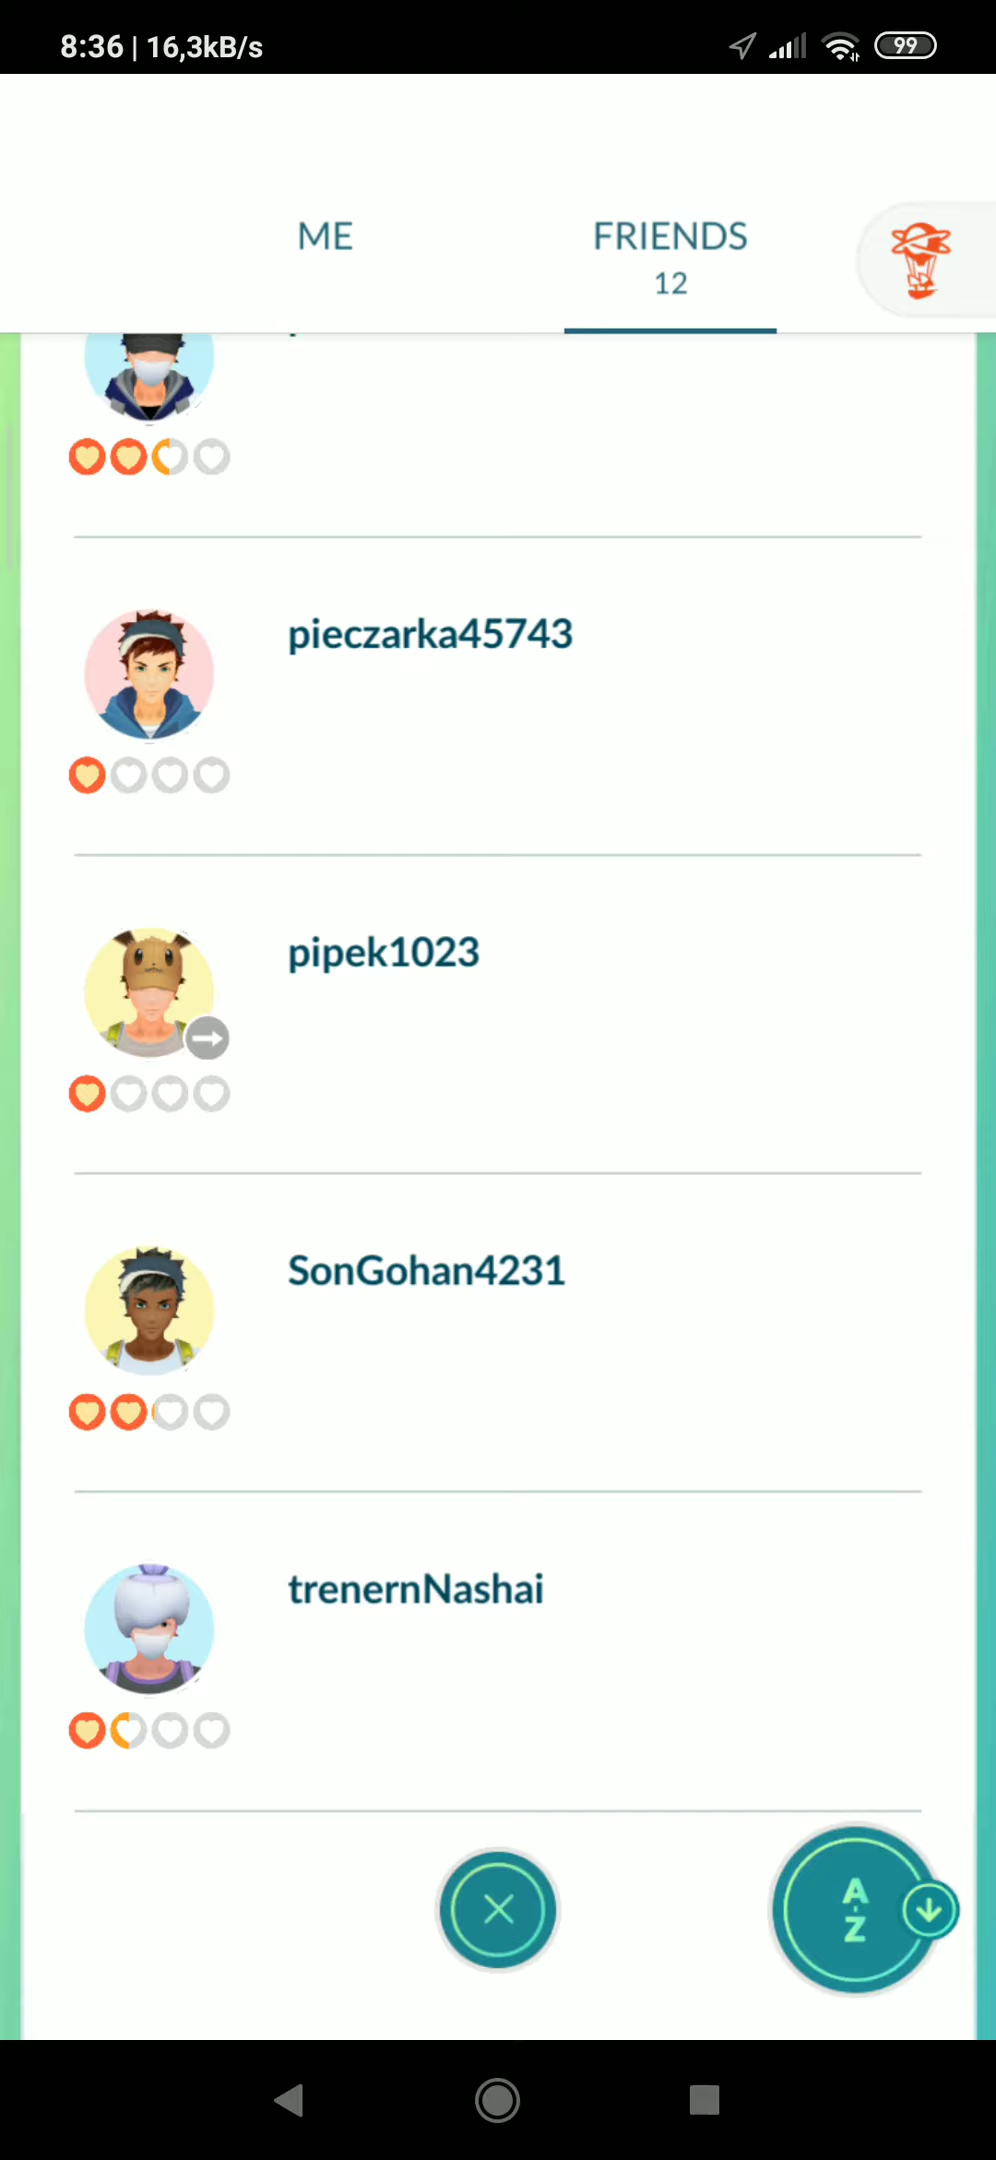 8:36 | 16,3kB/s
99
ME
FRIENDS
12
pieczarka45743
pipek1023
SonGohan4231
trenernNashai
A
-
Z